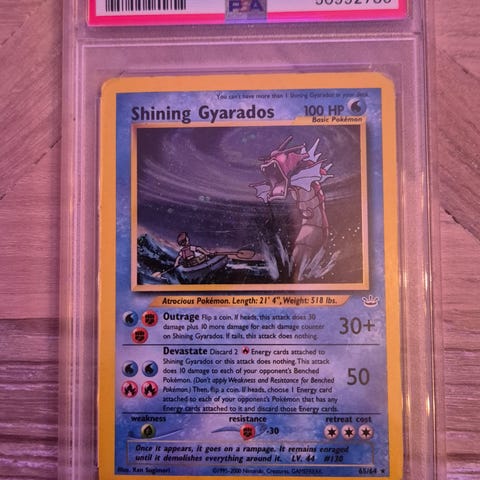 PSA
You can't have more than 1 Shining Gyarados in your deck.
Shining Gyarados 100 HP
Basic Pokémon
Atrocious Pokémon. Length: 21' 4", Weight: 518 lbs.
Outrage Flip a coin. If heads, this attack does 30
damage plus 10 more damage for each damage counter
on Shining Gyarados. If tails, this attack does nothing.
30+
Devastate Discard 2 Energy cards attached to
Shining Gyarados or this attack does nothing. This attack
does 10 damage to each of your opponent's Benched
Pokémon. (Don't apply Weakness and Resistance for Benched
Pokémon.) Then, flip a coin. If heads, choose 1 Energy card
attached to each of your opponent's Pokémon that has any
Energy cards attached to it and discard those Energy cards.
50
weakness resistance retreat cost
-30
Once it appears, it goes on a rampage. It remains enraged
until it demolishes everything around it. LV. 44 #130
Illus. Ken Sugimori ©1995-2000 Nintendo, Creatures, GAMEFREAK. 65/64